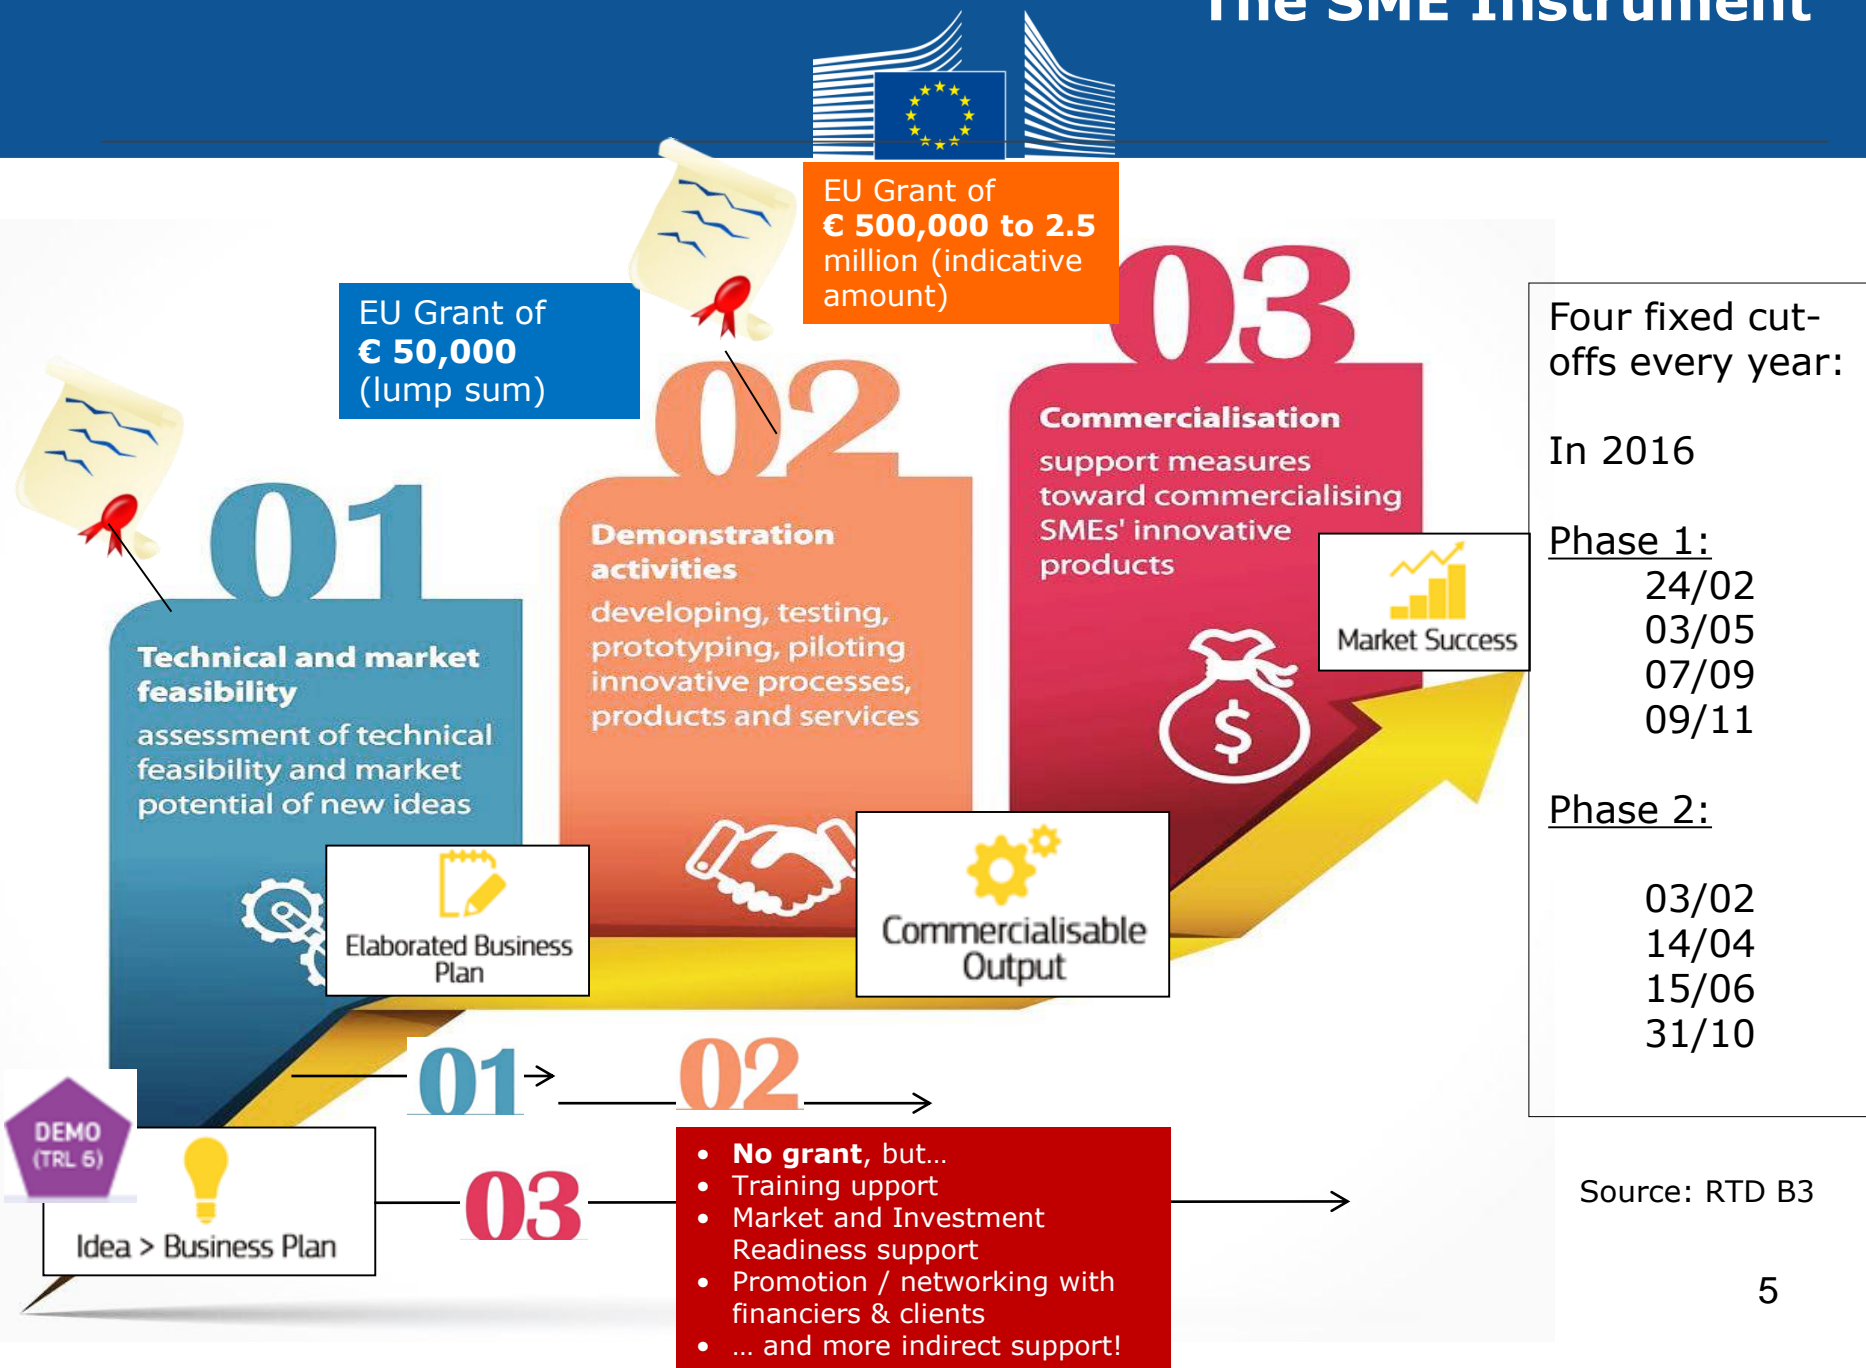 The SME Instrument
EU Grant of
€ 500,000 to 2.5
million (indicative
amount)
EU Grant of
€ 50,000
(lump sum)
01
Technical and market
feasibility
assessment of technical
feasibility and market
potential of new ideas
02
Demonstration
activities
developing, testing,
prototyping, piloting
innovative processes,
products and services
03
Commercialisation
support measures
toward commercialising
SMEs' innovative
products
$
Market Success
Elaborated Business
Plan
Commercialisable
Output
Four fixed cut-
offs every year:
In 2016
Phase 1:
24/02
03/05
07/09
09/11
Phase 2:
03/02
14/04
15/06
31/10
01
02
DEMO
(TRL 6)
Idea > Business Plan
03
• No grant, but…
• Training upport
• Market and Investment
Readiness support
• Promotion / networking with
financiers & clients
• … and more indirect support!
Source: RTD B3
5